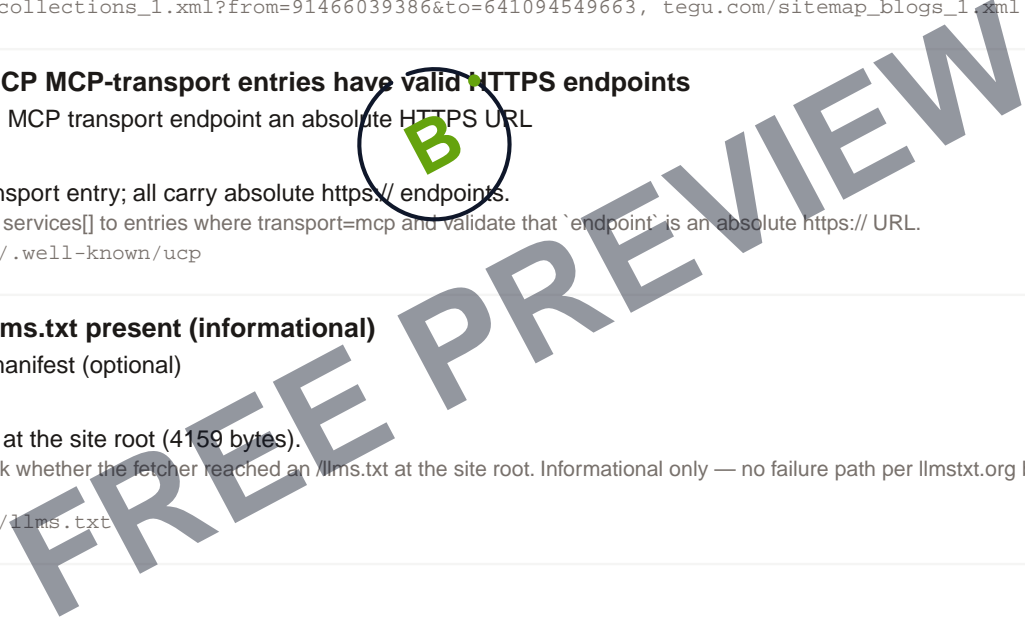 collections_1.xml?from=91466039386&to=641094549663, tegu.com/sitemap_blogs_1.xml
CP MCP-transport entries have valid HTTPS endpoints
MCP transport endpoint an absolute HTTPS URL
B
nsport entry; all carry absolute https:// endpoints.
services[] to entries where transport=mcp and validate that `endpoint` is an absolute https:// URL.
/.well-known/ucp
ms.txt present (informational)
manifest (optional)
at the site root (4159 bytes).
k whether the fetcher reached an /llms.txt at the site root. Informational only — no failure path per llmstxt.org
/llms.txt
FREE PREVIEW